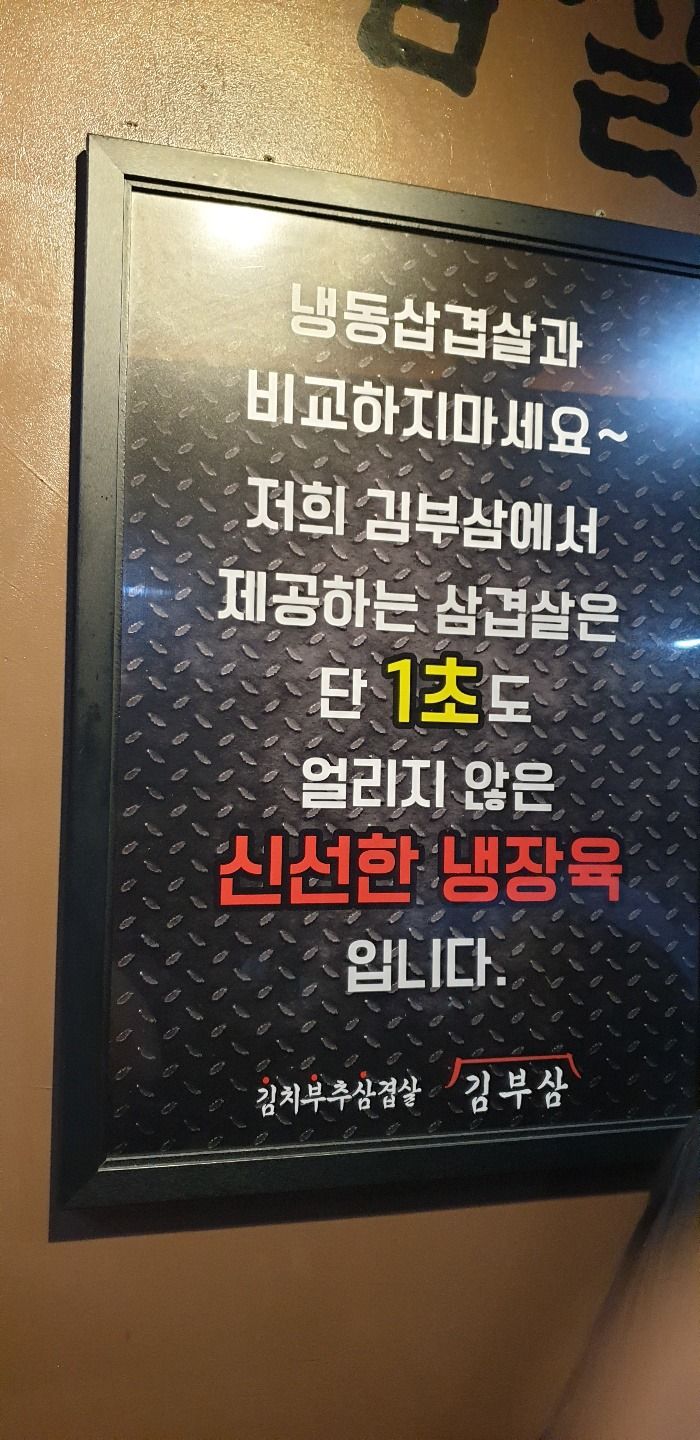 냉동삼겹살과
비교하지마세요~
저희 김부삼에서
제공하는 삼겹살은
단 1초도
얼리지 않은
신선한 냉장육
입니다.
김치부추삼겹살 김부삼